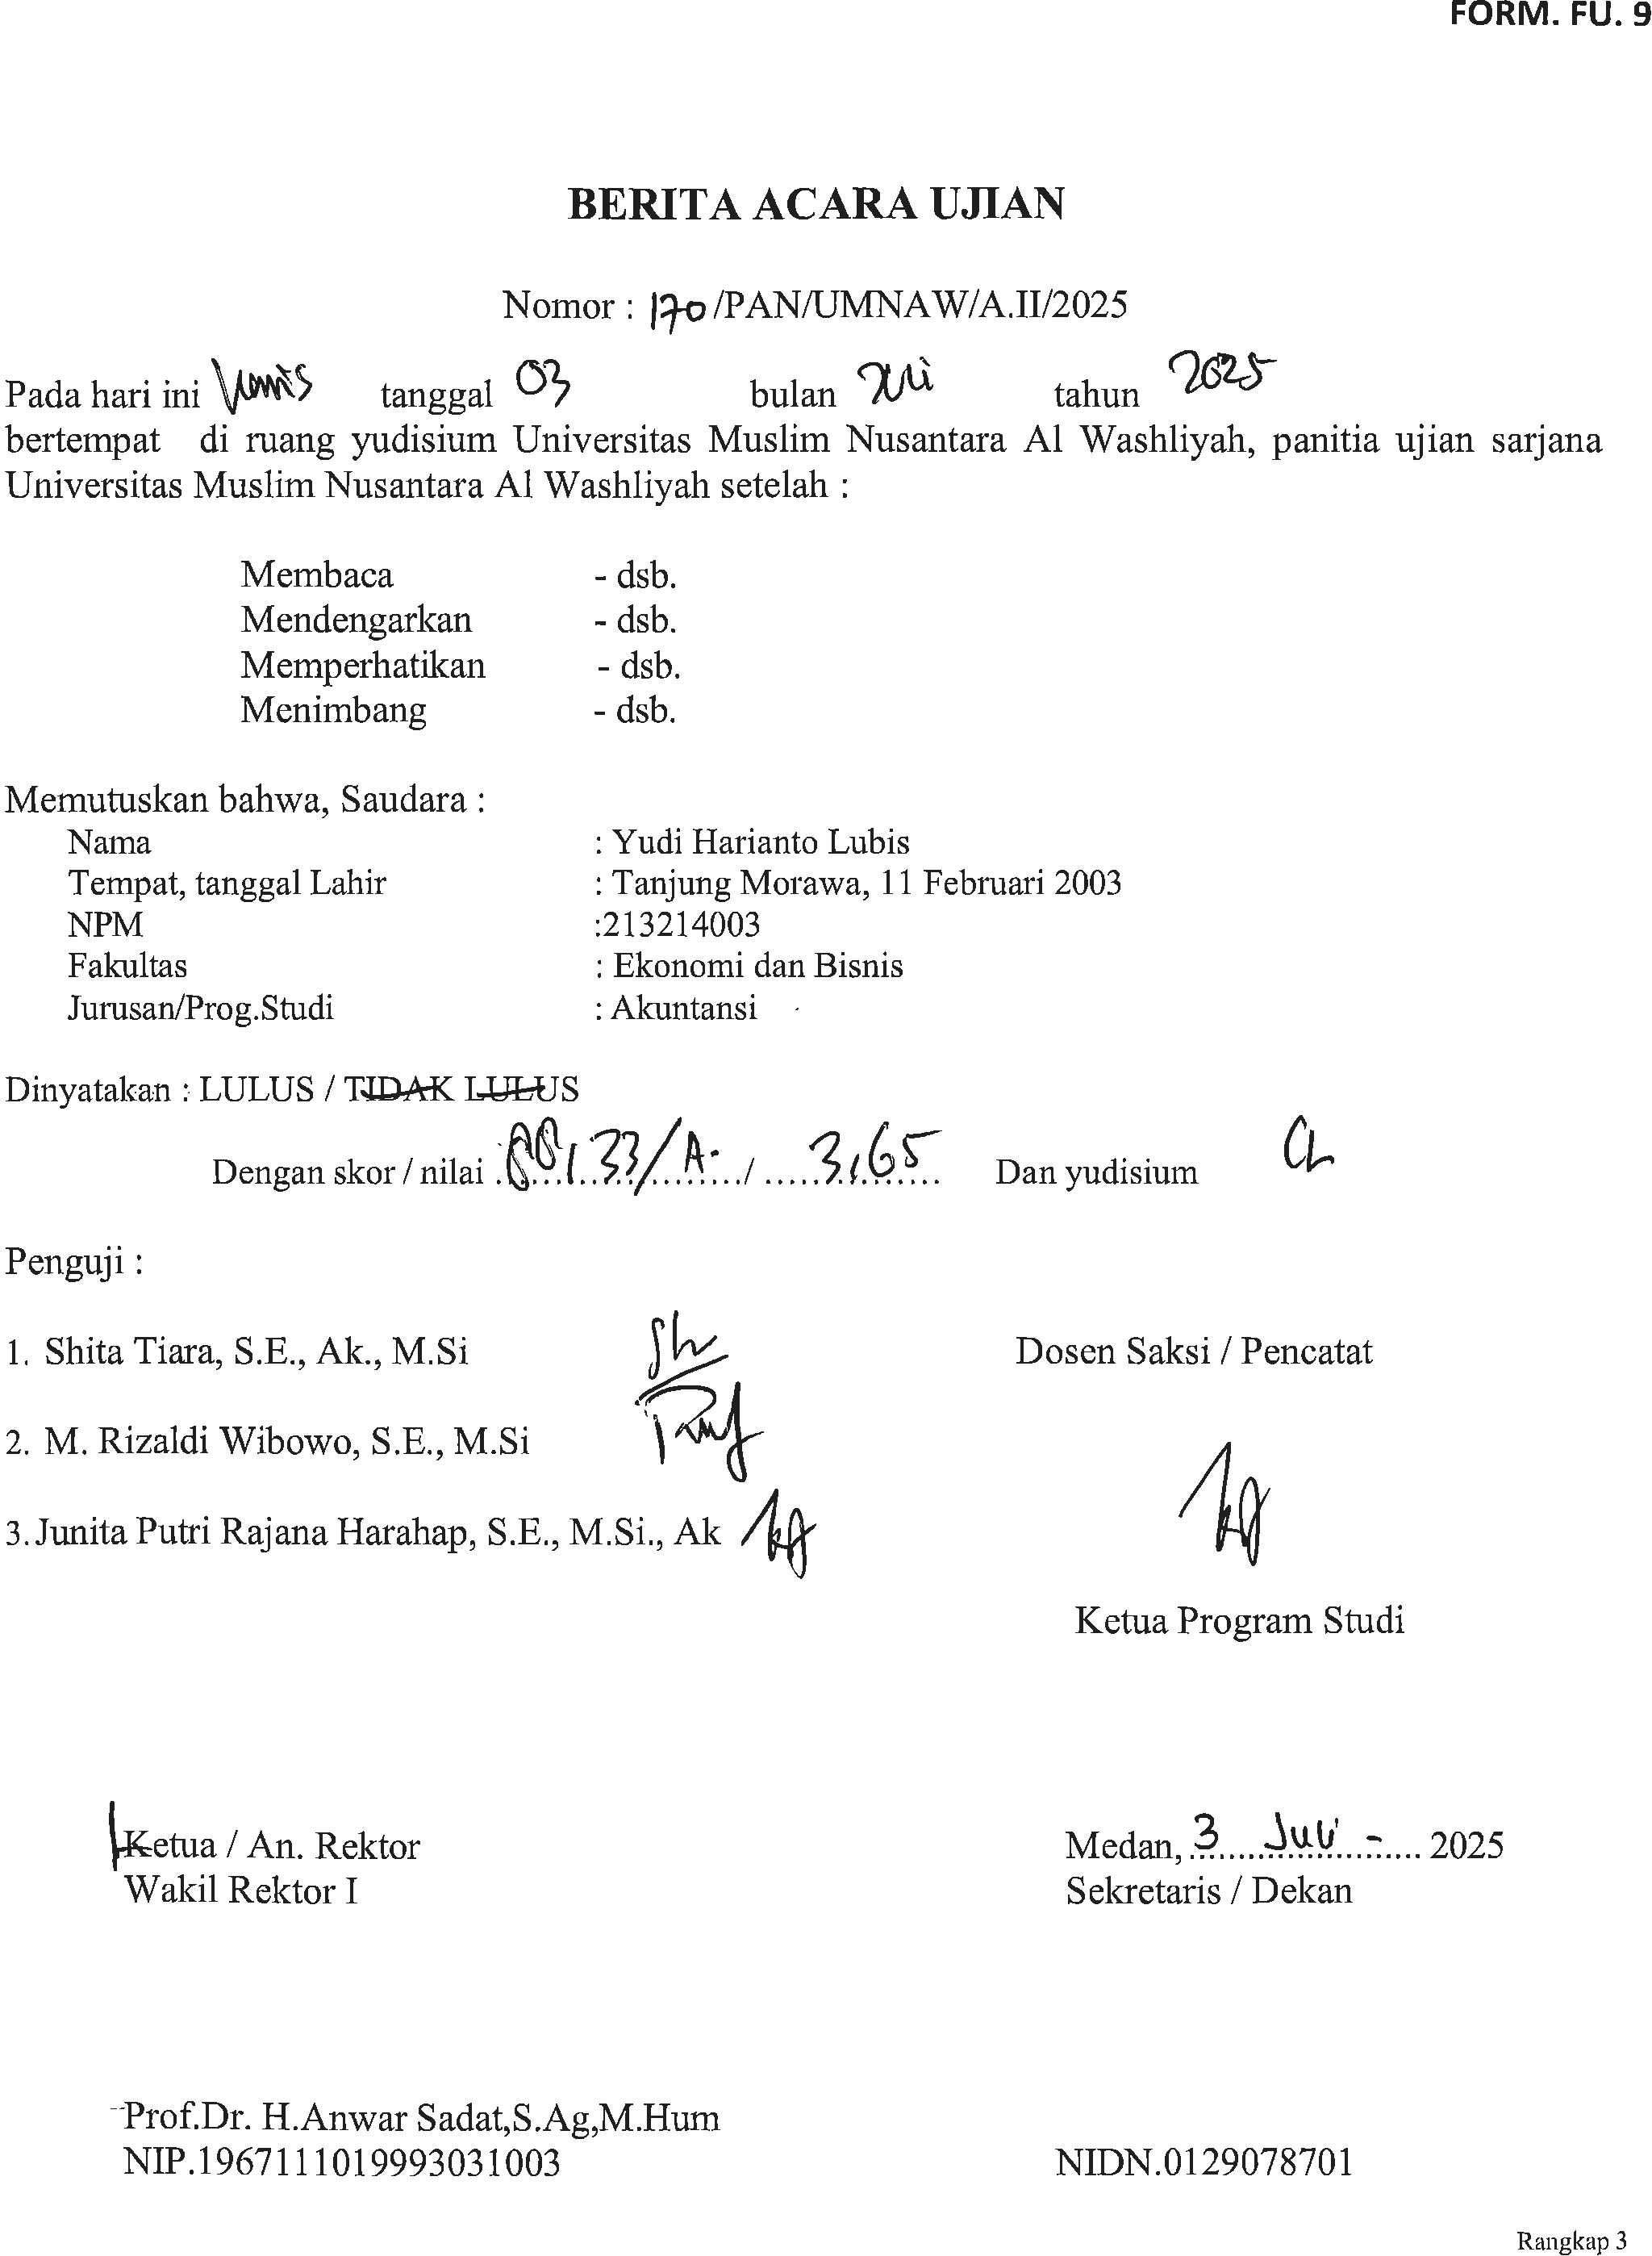 FORM. FU. 9
BERITA ACARA UJIAN
Nomor : 170 /PAN/UMNAW/A.II/2025
Pada hari ini Kamis tanggal 03 bulan Juli tahun 2025
bertempat di ruang yudisium Universitas Muslim Nusantara Al Washliyah, panitia ujian sarjana
Universitas Muslim Nusantara Al Washliyah setelah :
Membaca - dsb.
Mendengarkan - dsb.
Memperhatikan - dsb.
Menimbang - dsb.
Memutuskan bahwa, Saudara :
Nama : Yudi Harianto Lubis
Tempat, tanggal Lahir : Tanjung Morawa, 11 Februari 2003
NPM :213214003
Fakultas : Ekonomi dan Bisnis
Jurusan/Prog.Studi : Akuntansi
Dinyatakan : LULUS / TIDAK LULUS
Dengan skor / nilai 88,33/A- / 3,65 Dan yudisium
Penguji :
1. Shita Tiara, S.E., Ak., M.Si Dosen Saksi / Pencatat
2. M. Rizaldi Wibowo, S.E., M.Si
3. Junita Putri Rajana Harahap, S.E., M.Si., Ak
Ketua Program Studi
Ketua / An. Rektor Medan, 3 Juli - 2025
Wakil Rektor I Sekretaris / Dekan
Prof.Dr. H.Anwar Sadat,S.Ag,M.Hum
NIP.1967111019993031003 NIDN.0129078701
Rangkap 3